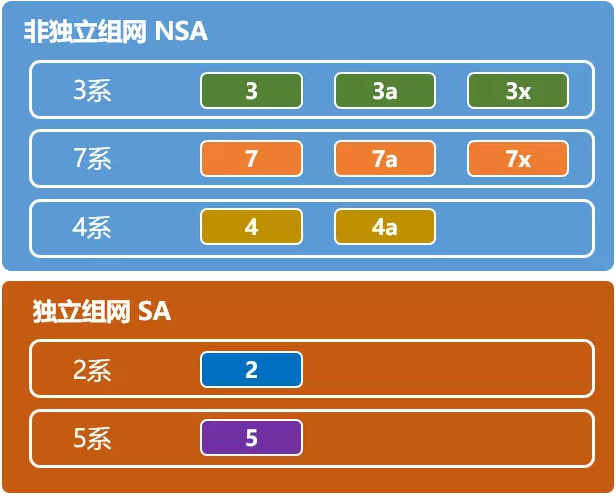 非独立组网 NSA
3系 3 3a 3x
7系 7 7a 7x
4系 4 4a
独立组网 SA
2系 2
5系 5